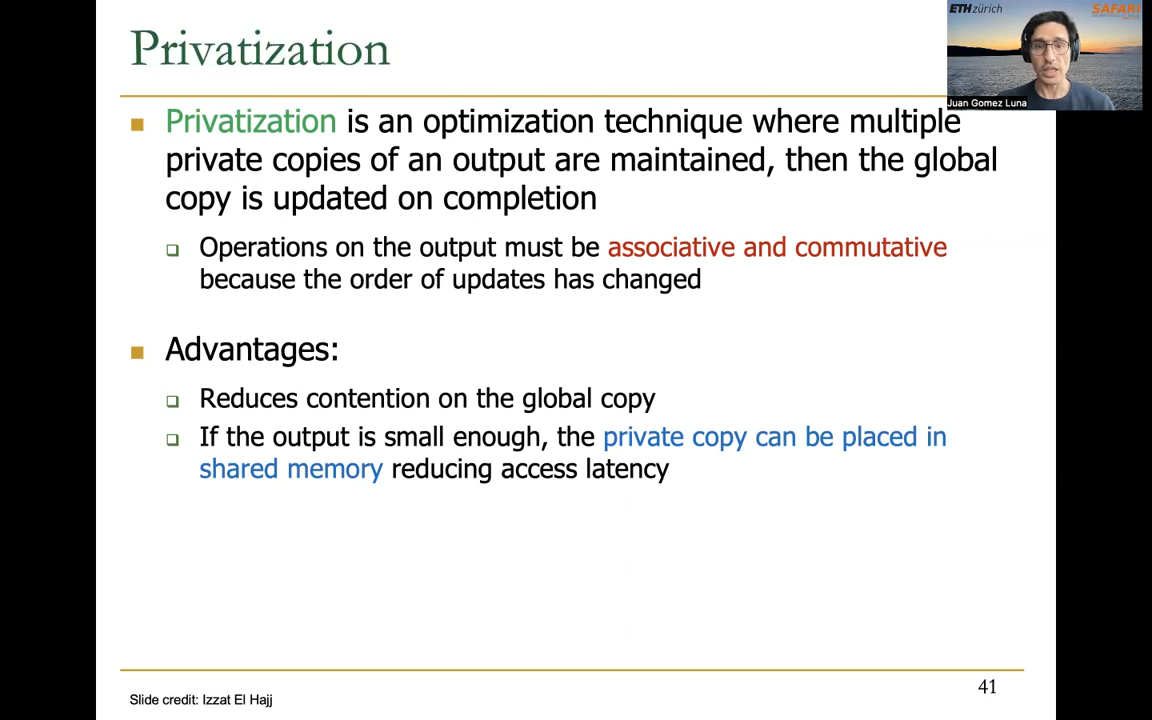 Privatization
ETH zürich
SAFARI
Juan Gomez Luna
Privatization is an optimization technique where multiple
private copies of an output are maintained, then the global
copy is updated on completion
Operations on the output must be associative and commutative
because the order of updates has changed
Advantages:
Reduces contention on the global copy
If the output is small enough, the private copy can be placed in
shared memory reducing access latency
Slide credit: Izzat El Hajj
41